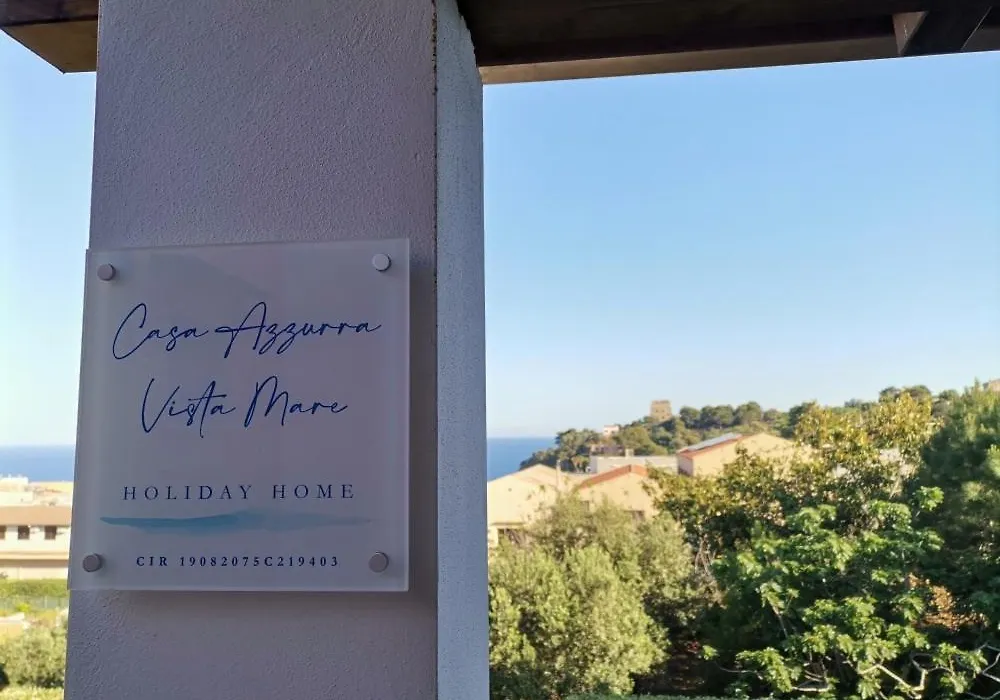 Casa Azzurra
Vista Mare
HOLIDAY HOME
CIR 19082075C219403